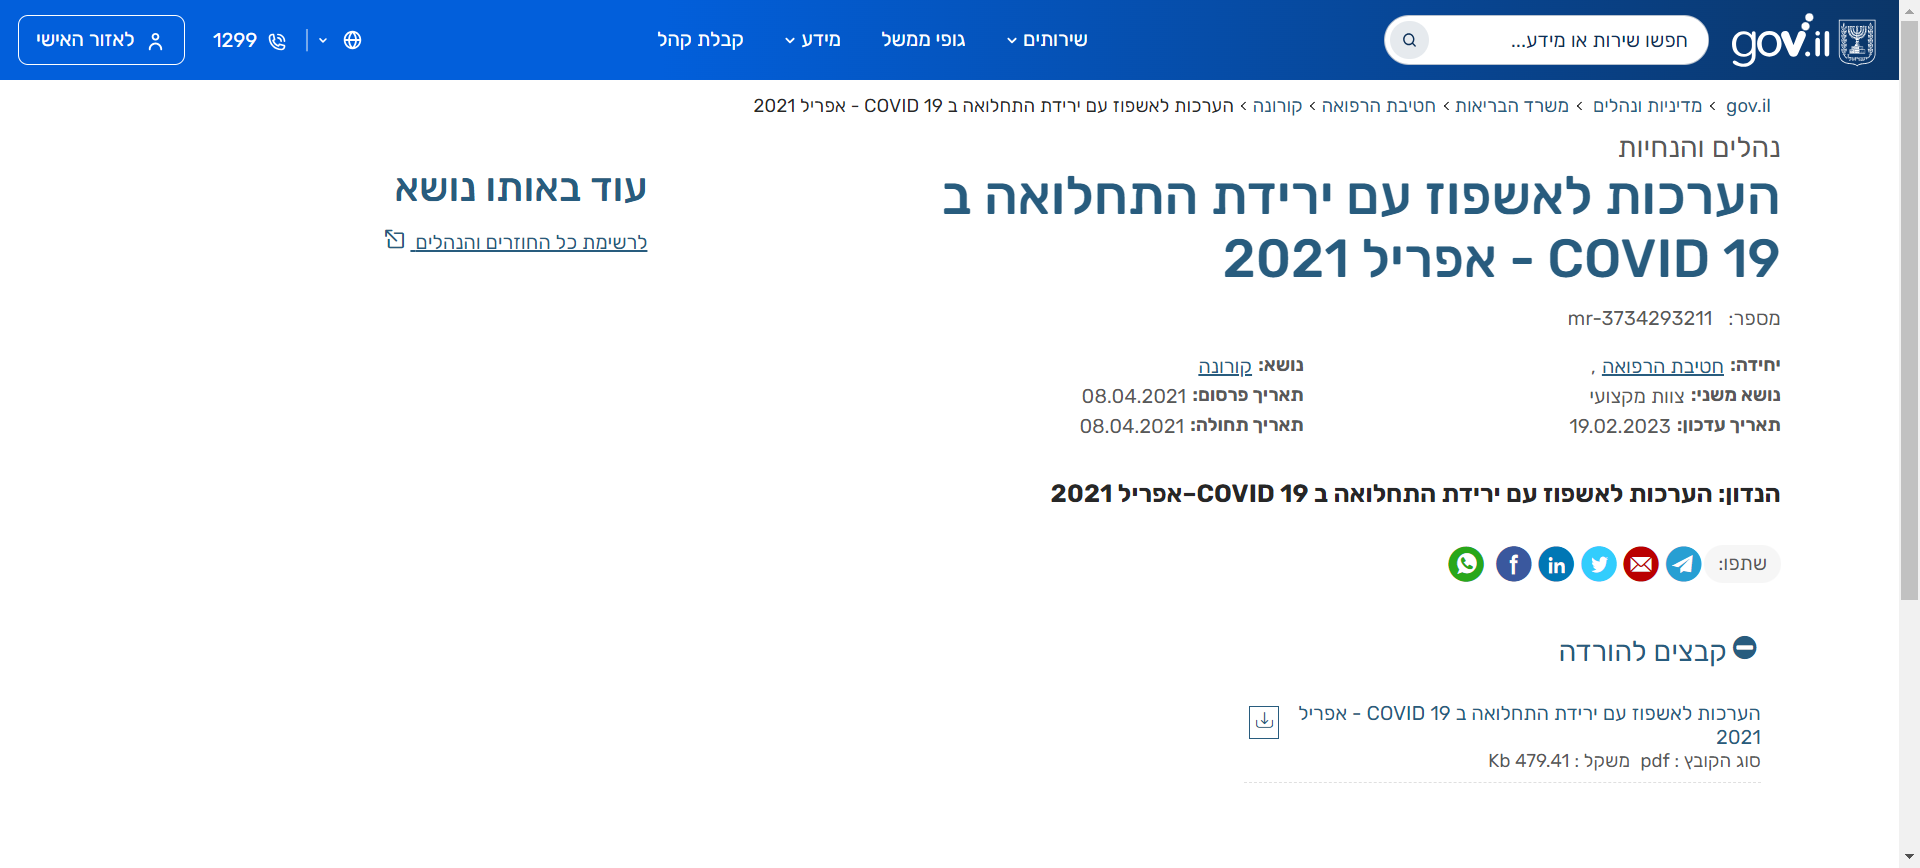 gov.il
חפשו שירות או מידע...
שירותים
גופי ממשל
מידע
קבלת קהל
1299
לאזור האישי
gov.il › מדיניות ונהלים › משרד הבריאות › חטיבת הרפואה › קורונה › הערכות לאשפוז עם ירידת התחלואה ב COVID 19 - אפריל 2021
נהלים והנחיות
הערכות לאשפוז עם ירידת התחלואה ב
COVID 19 - אפריל 2021
מספר: mr-3734293211
יחידה: חטיבת הרפואה ,
נושא: קורונה
נושא משני: צוות מקצועי
תאריך פרסום: 08.04.2021
תאריך עדכון: 19.02.2023
תאריך תחולה: 08.04.2021
הנדון: הערכות לאשפוז עם ירידת התחלואה ב COVID 19–אפריל 2021
שתפו:
קבצים להורדה
הערכות לאשפוז עם ירידת התחלואה ב COVID 19 - אפריל
2021
סוג הקובץ : pdf משקל : 479.41 Kb
עוד באותו נושא
לרשימת כל החוזרים והנהלים